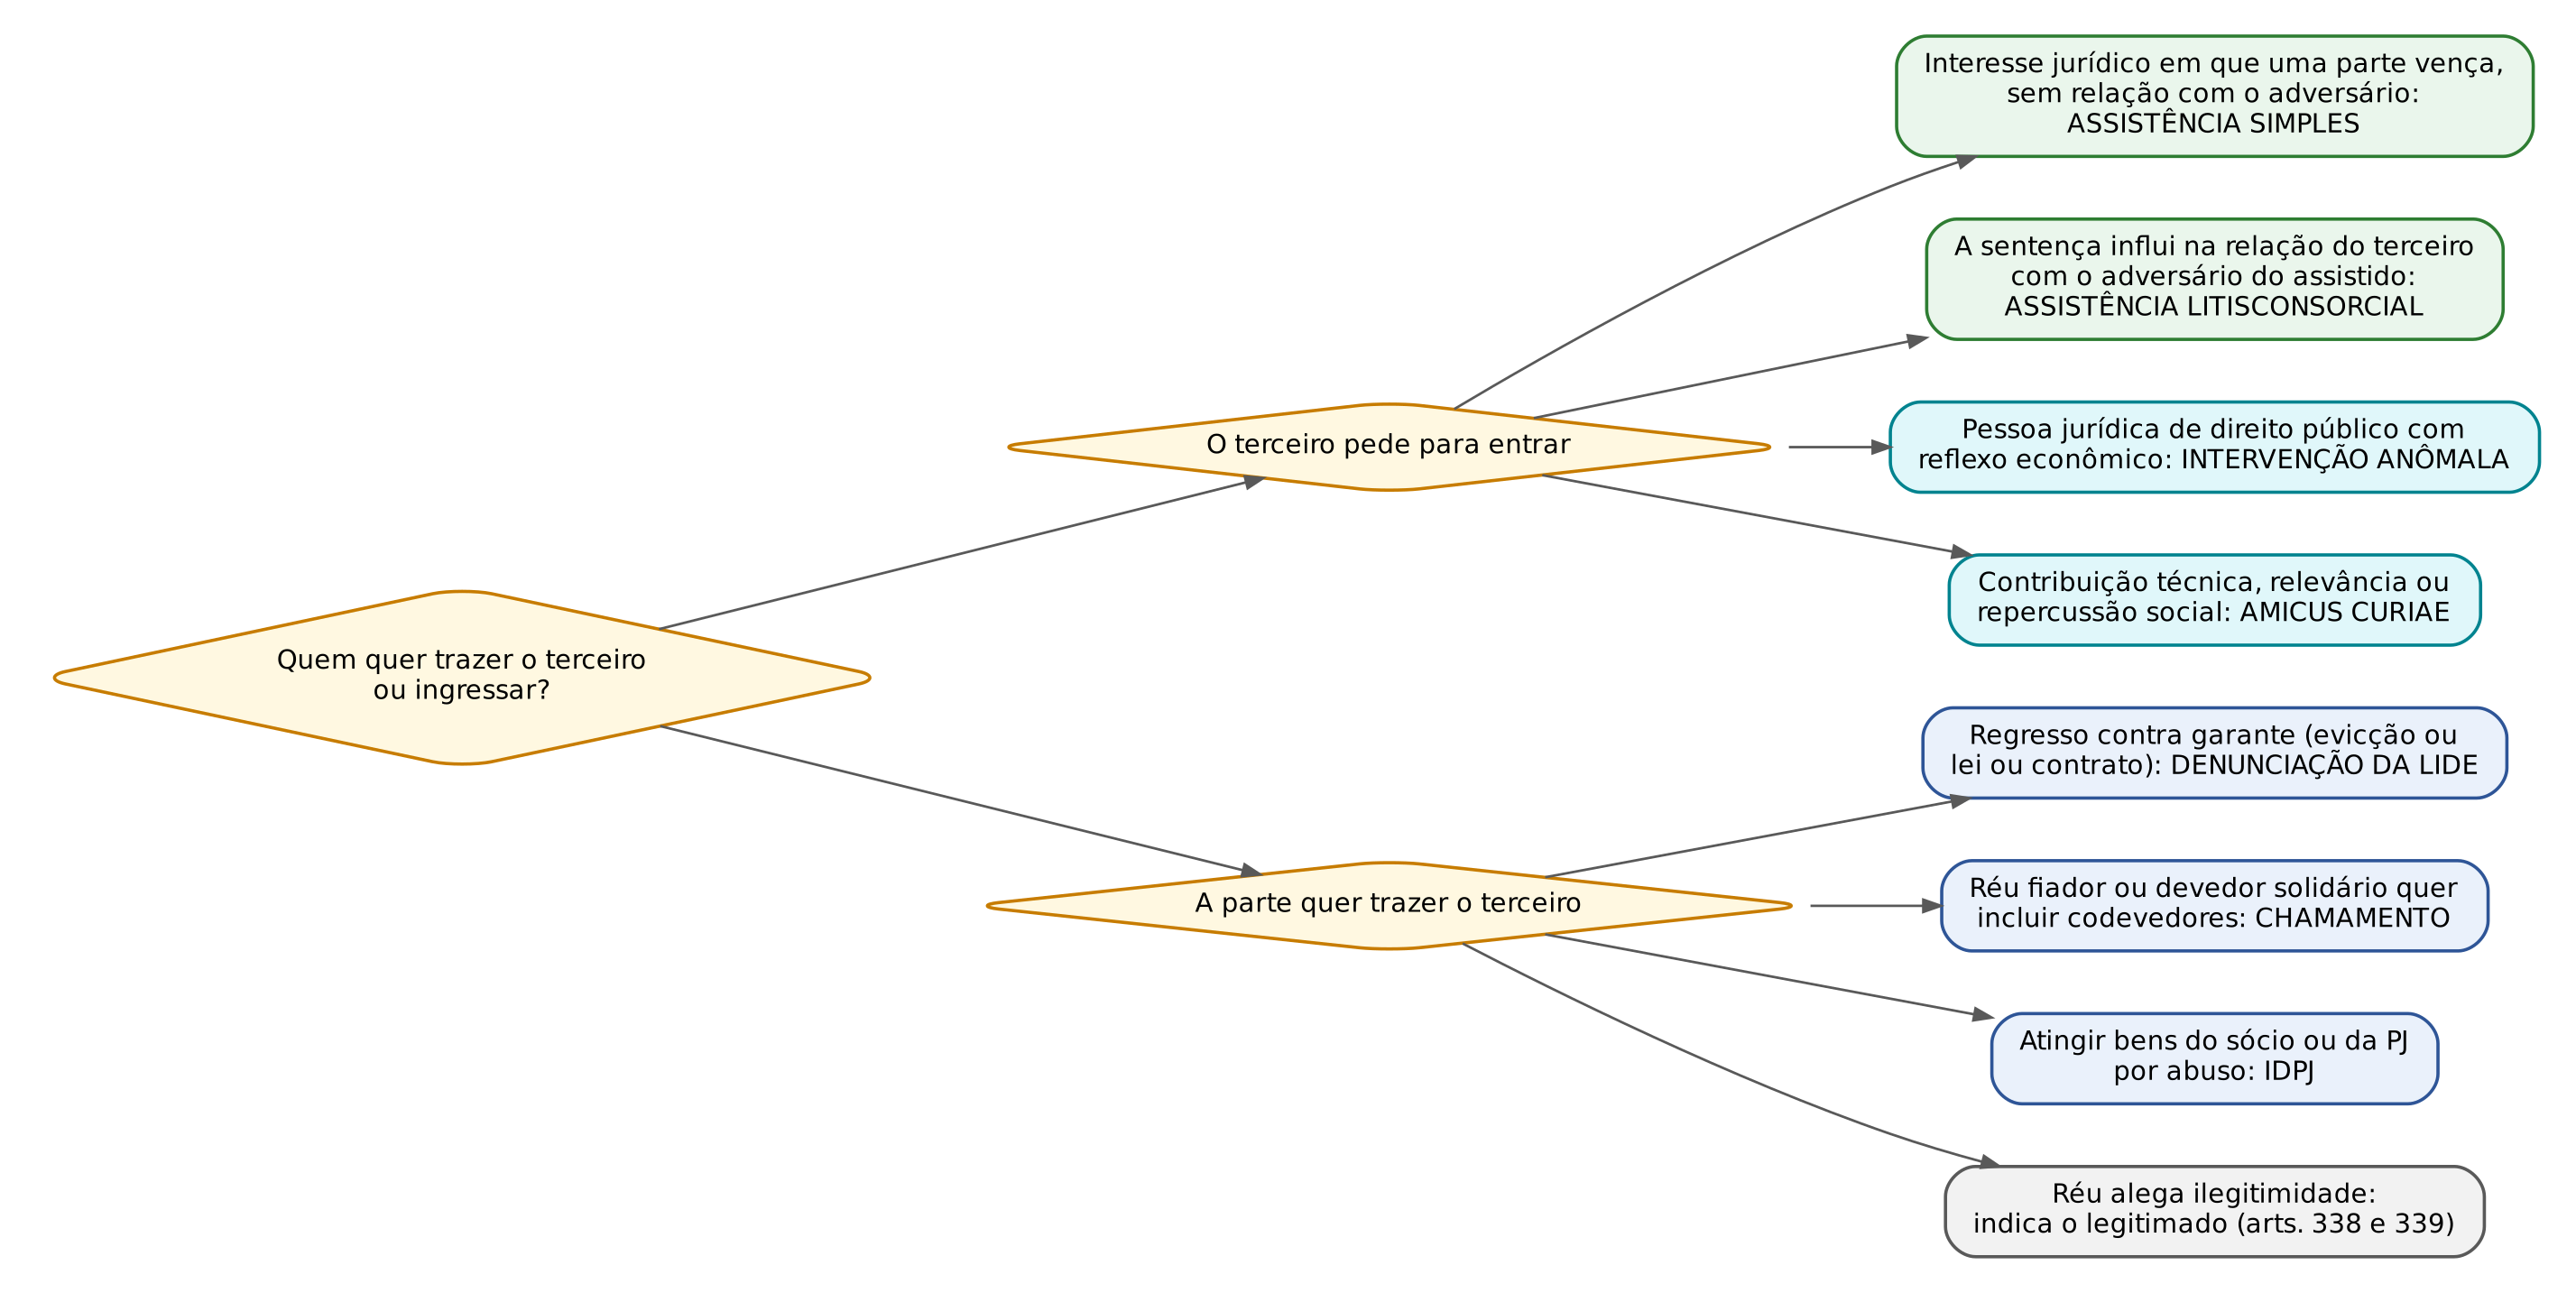 Quem quer trazer o terceiro
ou ingressar?
O terceiro pede para entrar
A parte quer trazer o terceiro
Interesse jurídico em que uma parte vença,
sem relação com o adversário:
ASSISTÊNCIA SIMPLES
A sentença influi na relação do terceiro
com o adversário do assistido:
ASSISTÊNCIA LITISCONSORCIAL
Pessoa jurídica de direito público com
reflexo econômico: INTERVENÇÃO ANÔMALA
Contribuição técnica, relevância ou
repercussão social: AMICUS CURIAE
Regresso contra garante (evicção ou
lei ou contrato): DENUNCIAÇÃO DA LIDE
Réu fiador ou devedor solidário quer
incluir codevedores: CHAMAMENTO
Atingir bens do sócio ou da PJ
por abuso: IDPJ
Réu alega ilegitimidade:
indica o legitimado (arts. 338 e 339)